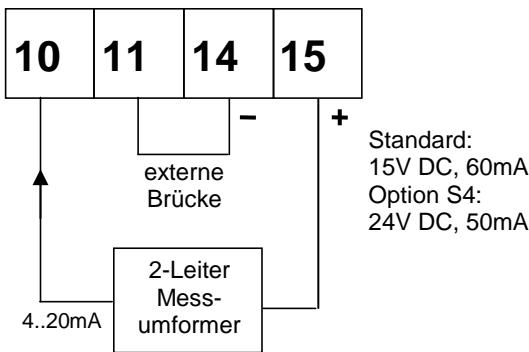 10 11 14 15
– +
externe
Brücke
Standard:
15V DC, 60mA
Option S4:
24V DC, 50mA
2-Leiter
Mess-
umformer
4..20mA